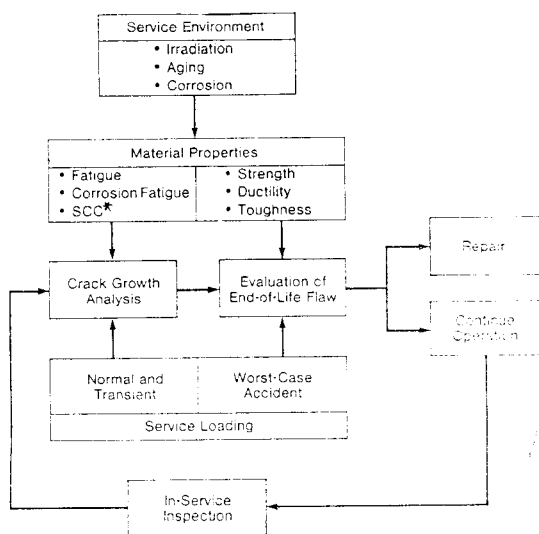 Service Environment
• Irradiation
• Aging
• Corrosion
Material Properties
• Fatigue
• Corrosion Fatigue
• SCC*
• Strength
• Ductility
• Toughness
Crack Growth
Analysis
Evaluation of
End-of-Life Flaw
Repair
Continue
Operation
Normal and
Transient
Worst-Case
Accident
Service Loading
In-Service
Inspection